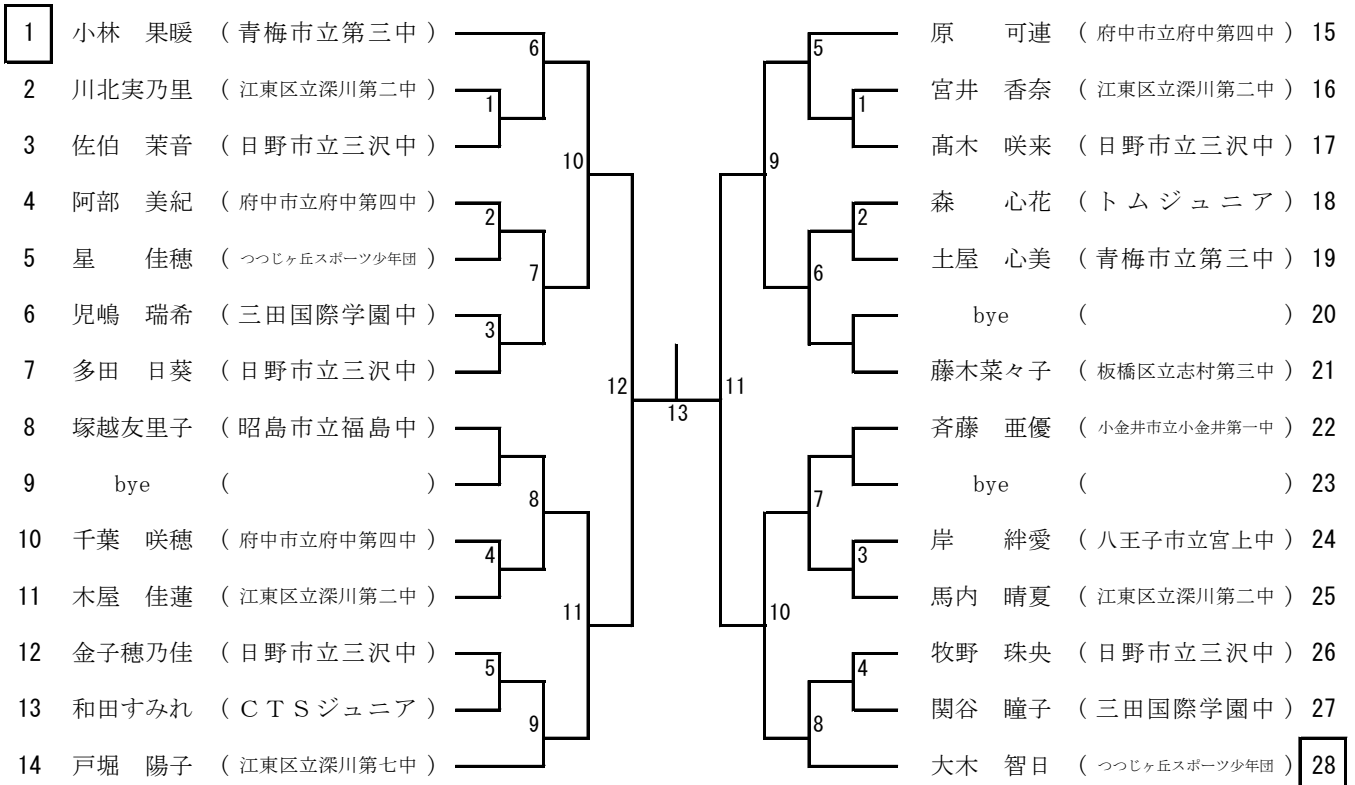 1 小林 果暖 (青梅市立第三中)
6
2 川北実乃里 (江東区立深川第二中)
1
3 佐伯 茉音 (日野市立三沢中)
10
4 阿部 美紀 (府中市立府中第四中)
2
5 星 佳穂 (つつじヶ丘スポーツ少年団)
7
6 児嶋 瑞希 (三田国際学園中)
3
7 多田 日葵 (日野市立三沢中)
12
8 塚越友里子 (昭島市立福島中)
9 bye ( )
8
10 千葉 咲穂 (府中市立府中第四中)
4
11 木屋 佳蓮 (江東区立深川第二中)
11
12 金子穂乃佳 (日野市立三沢中)
5
13 和田すみれ (CTSジュニア)
9
14 戸堀 陽子 (江東区立深川第七中)
13
原 可連 (府中市立府中第四中) 15
5
宮井 香奈 (江東区立深川第二中) 16
1
髙木 咲来 (日野市立三沢中) 17
9
森 心花 (トムジュニア) 18
2
土屋 心美 (青梅市立第三中) 19
6
bye ( ) 20
藤木菜々子 (板橋区立志村第三中) 21
11
斉藤 亜優 (小金井市立小金井第一中) 22
bye ( ) 23
7
岸 絆愛 (八王子市立宮上中) 24
3
馬内 晴夏 (江東区立深川第二中) 25
10
牧野 珠央 (日野市立三沢中) 26
4
関谷 瞳子 (三田国際学園中) 27
8
大木 智日 (つつじヶ丘スポーツ少年団) 28